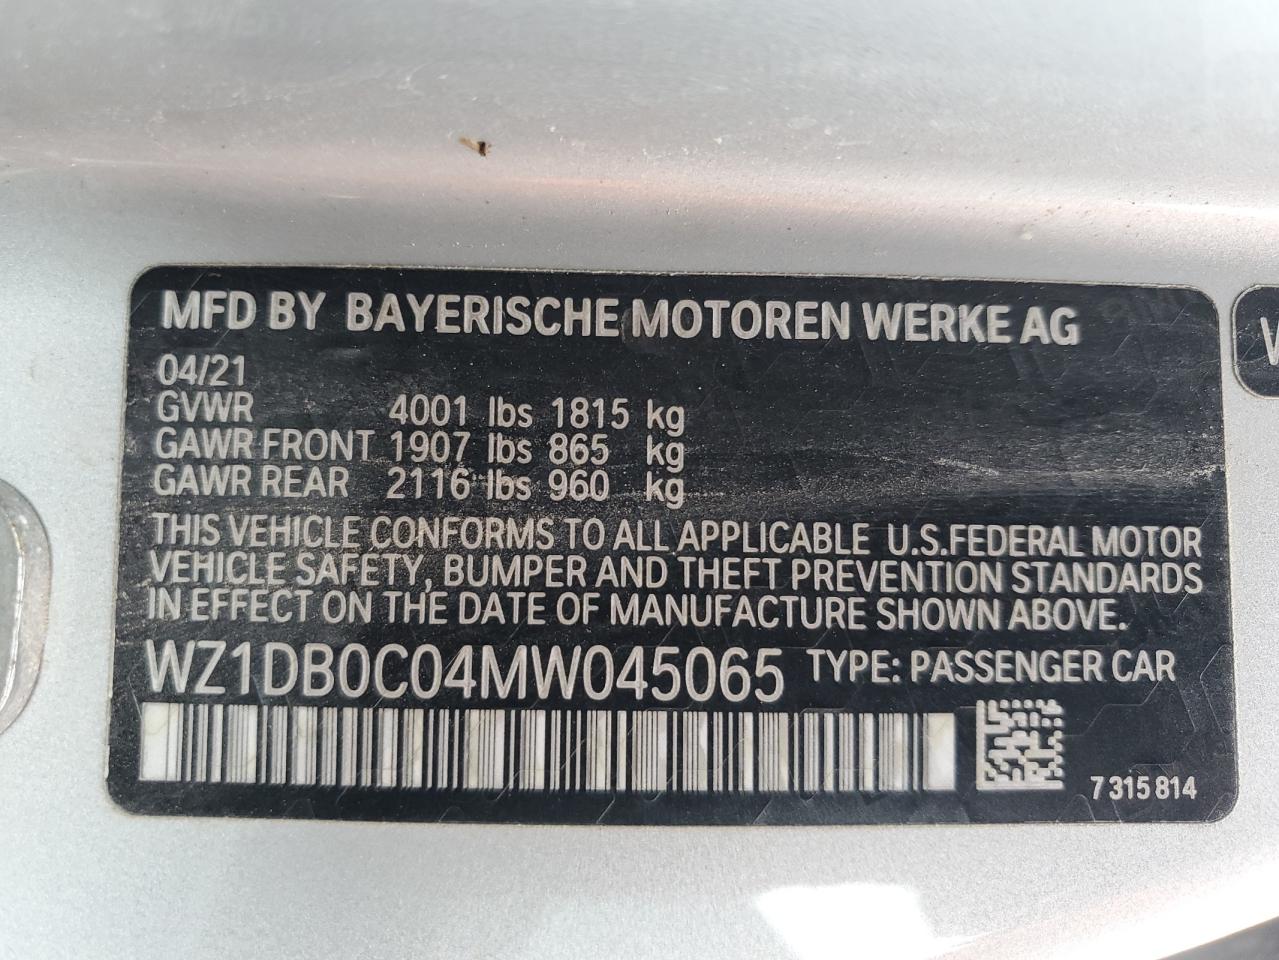 MFD BY BAYERISCHE MOTOREN WERKE AG
04/21
GVWR 4001 lbs 1815 kg
GAWR FRONT 1907 lbs 865 kg
GAWR REAR 2116 lbs 960 kg
THIS VEHICLE CONFORMS TO ALL APPLICABLE U.S.FEDERAL MOTOR
VEHICLE SAFETY, BUMPER AND THEFT PREVENTION STANDARDS
IN EFFECT ON THE DATE OF MANUFACTURE SHOWN ABOVE.
WZ1DB0C04MW045065 TYPE: PASSENGER CAR
7 315 814